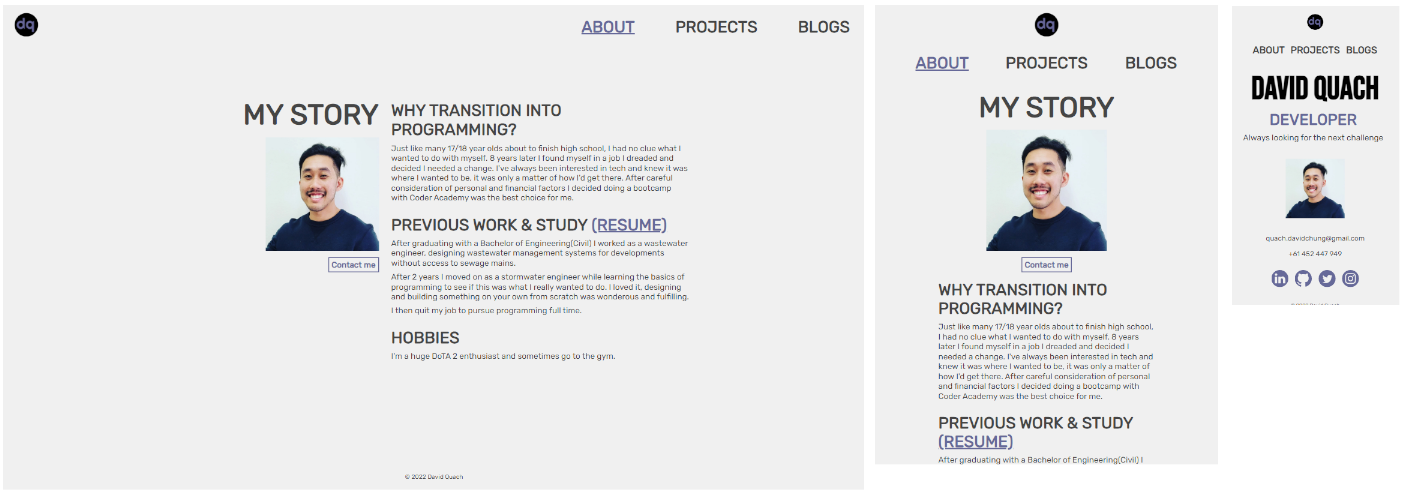 dq
ABOUT PROJECTS BLOGS
MY STORY
Contact me
WHY TRANSITION INTO
PROGRAMMING?
Just like many 17/18 year olds about to finish high school, I had no clue what I
wanted to do with myself. 8 years later I found myself in a job I dreaded and
decided I needed a change. I've always been interested in tech and knew it was
where I wanted to be, it was only a matter of how I'd get there. After careful
consideration of personal and financial factors I decided doing a bootcamp
with Coder Academy was the best choice for me.
PREVIOUS WORK & STUDY (RESUME)
After graduating with a Bachelor of Engineering(Civil) I worked as a wastewater
engineer, designing wastewater management systems for developments
without access to sewage mains.
After 2 years I moved on as a stormwater engineer while learning the basics of
programming to see if this was what I really wanted to do. I loved it, designing
and building something on your own from scratch was wonderous and fulfilling.
I then quit my job to pursue programming full time.
HOBBIES
I'm a huge DoTA 2 enthusiast and sometimes go to the gym.
© 2022 David Quach
dq
ABOUT PROJECTS BLOGS
MY STORY
Contact me
WHY TRANSITION INTO
PROGRAMMING?
Just like many 17/18 year olds about to finish high school,
I had no clue what I wanted to do with myself. 8 years
later I found myself in a job I dreaded and decided I
needed a change. I've always been interested in tech and
knew it was where I wanted to be, it was only a matter of
how I'd get there. After careful consideration of personal
and financial factors I decided doing a bootcamp with
Coder Academy was the best choice for me.
PREVIOUS WORK & STUDY
(RESUME)
After graduating with a Bachelor of Engineering(Civil) I
dq
ABOUT PROJECTS BLOGS
DAVID QUACH
DEVELOPER
Always looking for the next challenge
quach.davidchung@gmail.com
+61 452 447 949
in